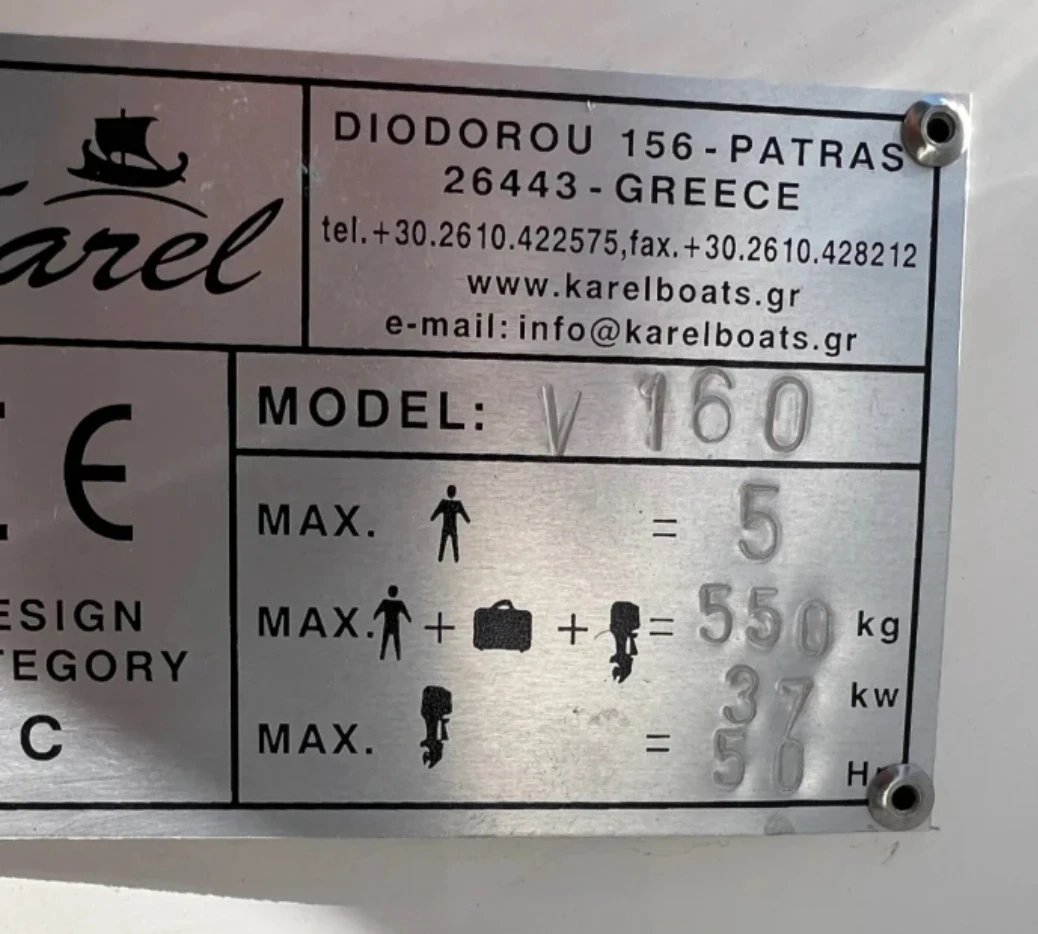 arel
DIODOROU 156-PATRAS
26443-GREECE
tel.+30.2610.422575,fax.+30.2610.428212
www.karelboats.gr
e-mail: info@karelboats.gr
CE
MODEL: V 160
MAX. = 5
MAX. + + = 550 kg
ESIGN
TEGORY
C
37 kw
MAX. = 50 H